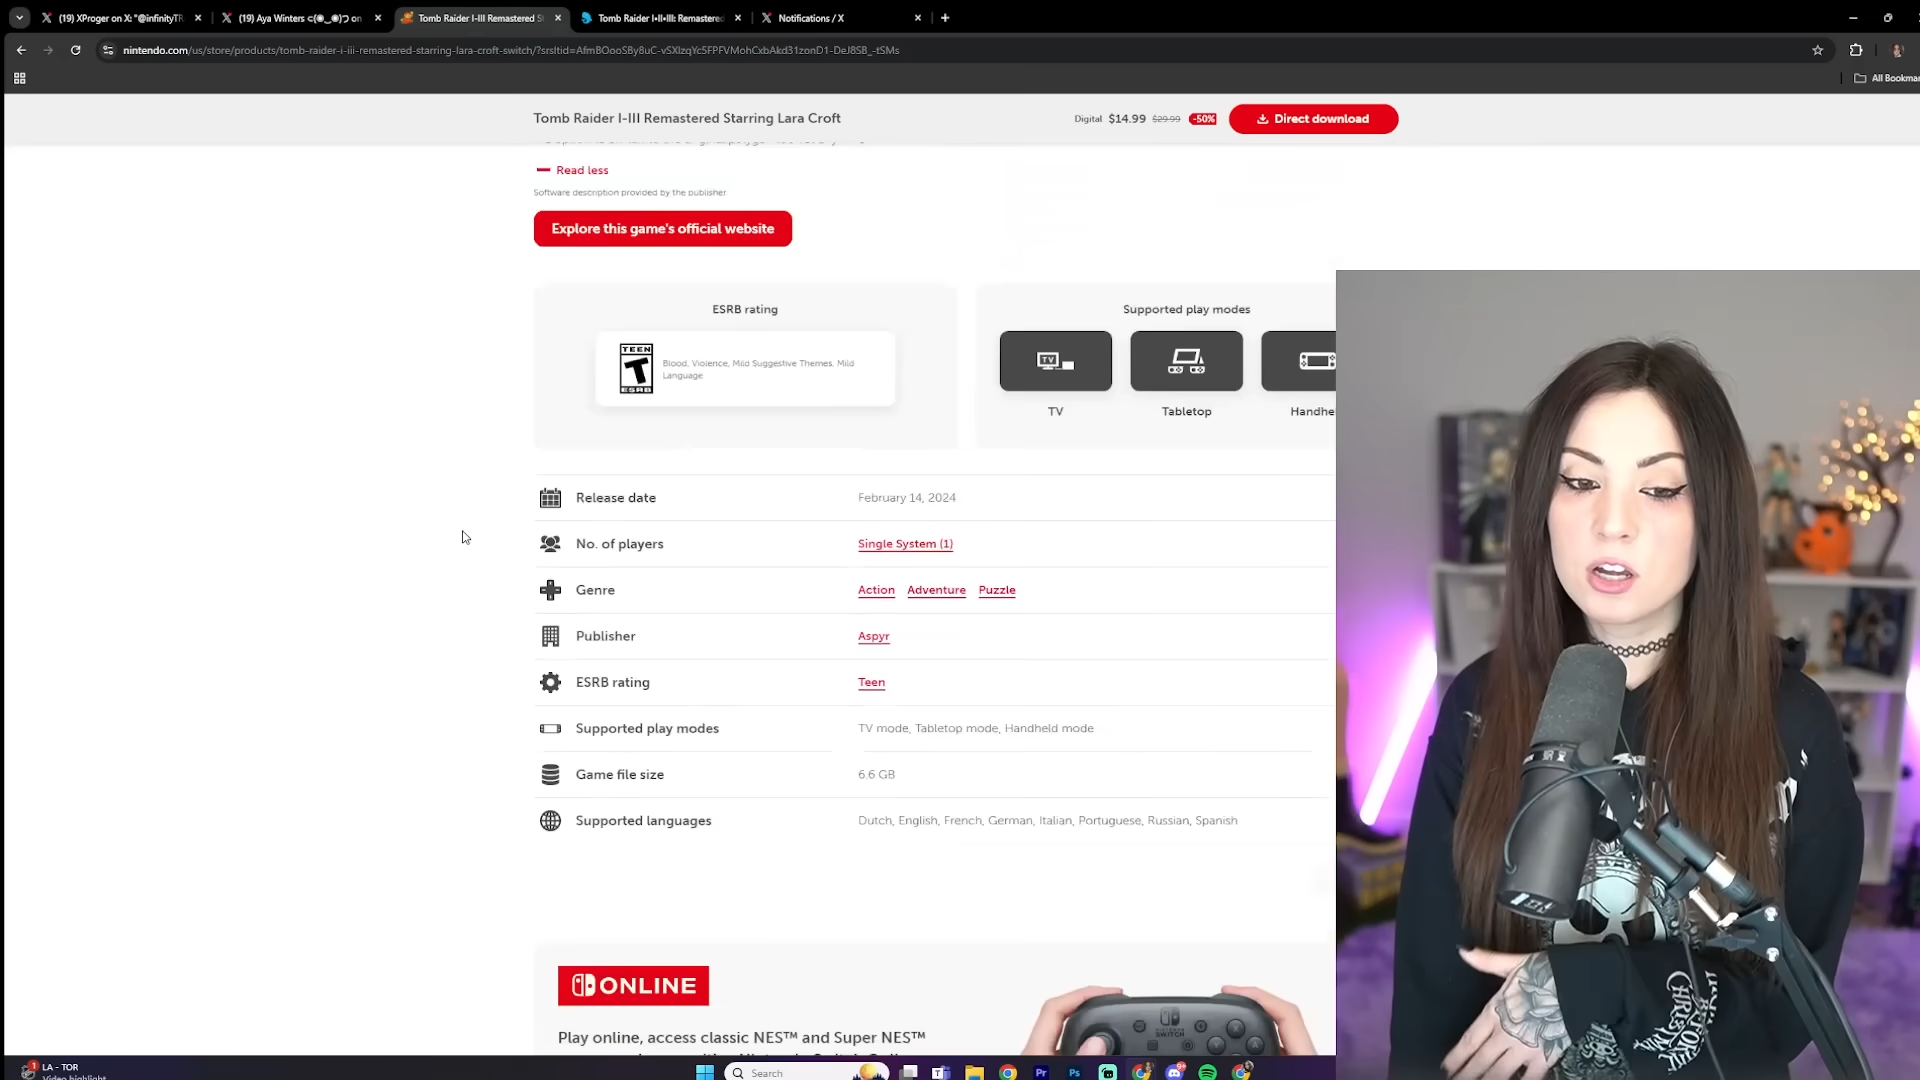 (19) XProger on X: "@infinityTR
(19) Aya Winters
on
Tomb Raider I-III Remastered S
Tomb Raider I•II•III: Remastered
Notifications / X
nintendo.com/us/store/products/tomb-raider-i-iii-remastered-starring-lara-croft-switch/
All Bookmar
Tomb Raider I-III Remastered Starring Lara Croft
Digital $14.99 $29.99 -50%
Direct download
Read less
Software description provided by the publisher
Explore this game's official website
ESRB rating
Supported play modes
TEEN
T
ESRB
Blood, Violence, Mild Suggestive Themes, Mild
Language
TV
TV
Tabletop
Handhe
Release date
February 14, 2024
No. of players
Single System (1)
Genre
Action Adventure Puzzle
Publisher
Aspyr
ESRB rating
Teen
Supported play modes
TV mode, Tabletop mode, Handheld mode
Game file size
6.6 GB
Supported languages
Dutch, English, French, German, Italian, Portuguese, Russian, Spanish
ONLINE
Play online, access classic NES™ and Super NES™
LA - TOR
Video highlight
Search